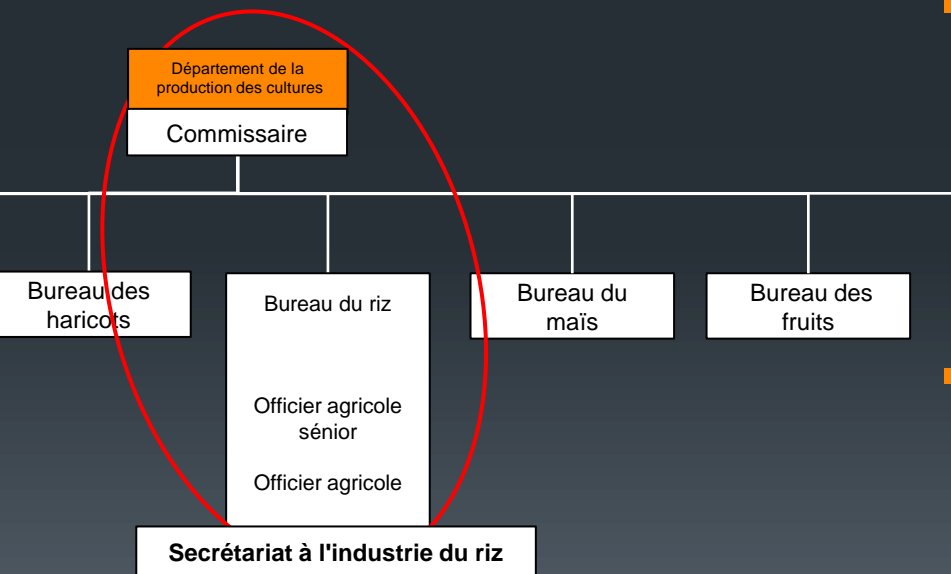 Département de la
production des cultures
Commissaire
Bureau des
haricots
Bureau du riz
Officier agricole
sénior
Officier agricole
Bureau du
maïs
Bureau des
fruits
Secrétariat à l'industrie du riz